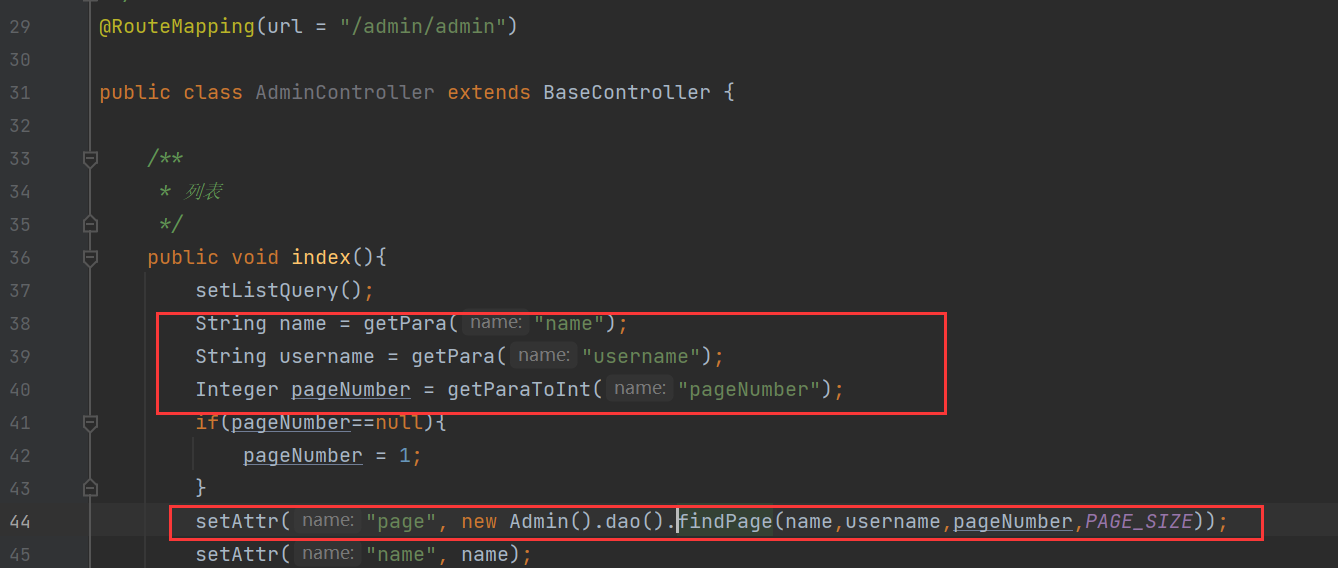 29 @RouteMapping(url = "/admin/admin")
30
31 public class AdminController extends BaseController {
32
33 /**
34 * 列表
35 */
36 public void index(){
37 setListQuery();
38 String name = getPara( name: "name");
39 String username = getPara( name: "username");
40 Integer pageNumber = getParaToInt( name: "pageNumber");
41 if(pageNumber==null){
42 pageNumber = 1;
43 }
44 setAttr( name: "page", new Admin().dao().findPage(name,username,pageNumber,PAGE_SIZE));
45 setAttr( name: "name", name);